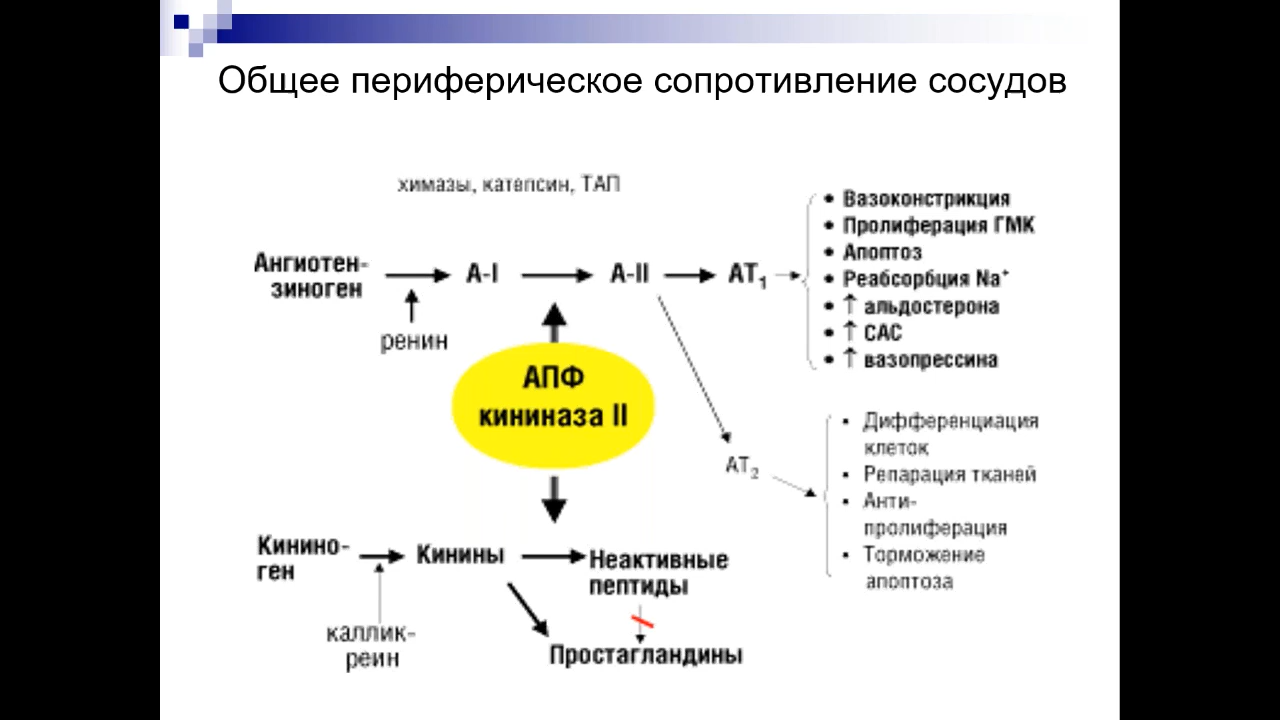 Общее периферическое сопротивление сосудов
химазы, катепсин, ТАП
Ангиотен-
зиноген
А-I
А-II
АТ1
ренин
• Вазоконстрикция
• Пролиферация ГМК
• Апоптоз
• Реабсорбция Na+
• ↑ альдостерона
• ↑ САС
• ↑ вазопрессина
АПФ
кининаза II
АТ2
▪ Дифференциация
клеток
▪ Репарация тканей
▪ Анти-
пролиферация
▪ Торможение
апоптоза
Кинино-
ген
Кинины
Неактивные
пептиды
каллик-
реин
Простагландины